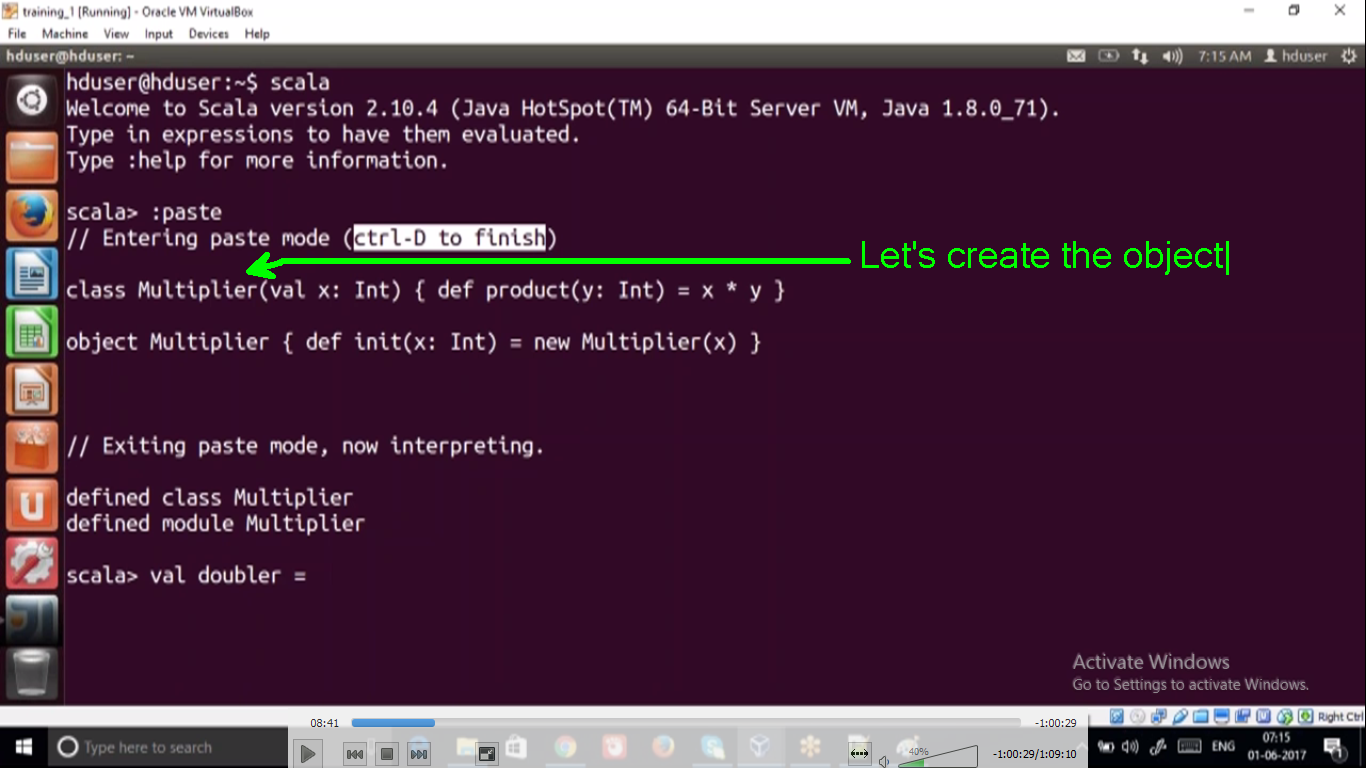 training_1 [Running] - Oracle VM VirtualBox
File Machine View Input Devices Help
hduser@hduser: ~
7:15 AM hduser
hduser@hduser:~$ scala
Welcome to Scala version 2.10.4 (Java HotSpot(TM) 64-Bit Server VM, Java 1.8.0_71).
Type in expressions to have them evaluated.
Type :help for more information.
scala> :paste
// Entering paste mode (ctrl-D to finish)
Let's create the object
class Multiplier(val x: Int) { def product(y: Int) = x * y }
object Multiplier { def init(x: Int) = new Multiplier(x) }
// Exiting paste mode, now interpreting.
defined class Multiplier
defined module Multiplier
scala> val doubler =
Activate Windows
Go to Settings to activate Windows.
Right Ctrl
08:41
-1:00:29
Type here to search
40%
-1:00:29/1:09:10
ENG
07:15
01-06-2017
1